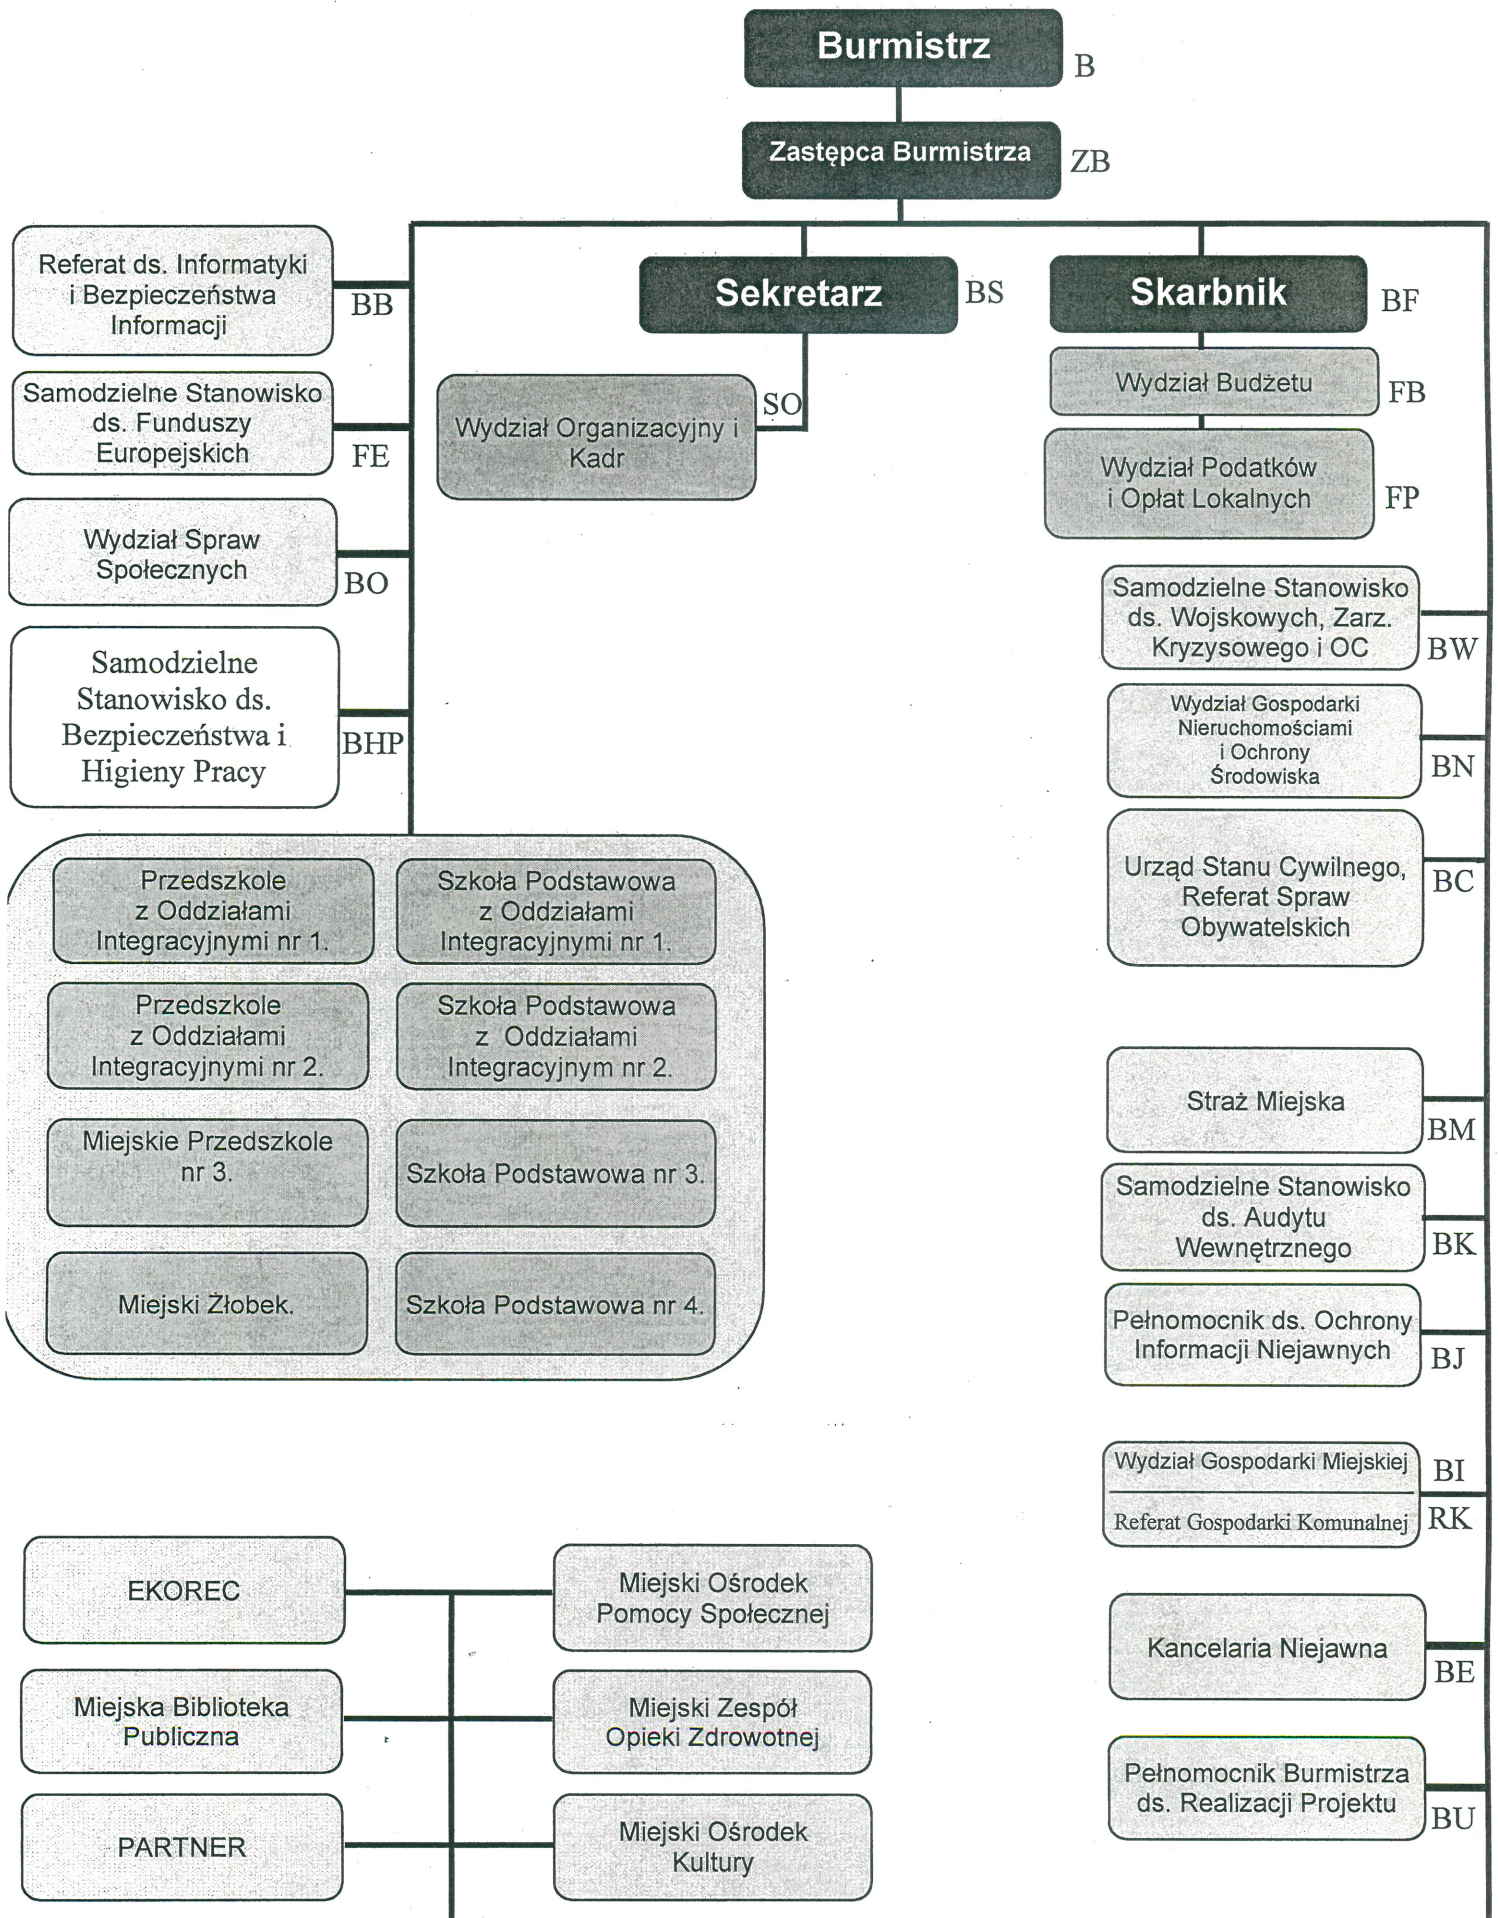 Burmistrz
B
Zastępca Burmistrza
ZB
Referat ds. Informatyki
i Bezpieczeństwa
Informacji
BB
Sekretarz
BS
Skarbnik
BF
Samodzielne Stanowisko
ds. Funduszy
Europejskich
FE
Wydział Organizacyjny i
Kadr
SO
Wydział Budżetu
FB
Wydział Podatków
i Opłat Lokalnych
FP
Wydział Spraw
Społecznych
BO
Samodzielne
Stanowisko ds.
Bezpieczeństwa i
Higieny Pracy
BHP
Samodzielne Stanowisko
ds. Wojskowych, Zarz.
Kryzysowego i OC
BW
Wydział Gospodarki
Nieruchomościami
i Ochrony
Środowiska
BN
Urząd Stanu Cywilnego,
Referat Spraw
Obywatelskich
BC
Przedszkole
z Oddziałami
Integracyjnymi nr 1.
Szkoła Podstawowa
z Oddziałami
Integracyjnymi nr 1.
Przedszkole
z Oddziałami
Integracyjnymi nr 2.
Szkoła Podstawowa
z Oddziałami
Integracyjnym nr 2.
Miejskie Przedszkole
nr 3.
Szkoła Podstawowa nr 3.
Miejski Żłobek.
Szkoła Podstawowa nr 4.
Straż Miejska
BM
Samodzielne Stanowisko
ds. Audytu
Wewnętrznego
BK
Pełnomocnik ds. Ochrony
Informacji Niejawnych
BJ
Wydział Gospodarki Miejskiej
BI
Referat Gospodarki Komunalnej
RK
EKOREC
Miejski Ośrodek
Pomocy Społecznej
Kancelaria Niejawna
BE
Miejska Biblioteka
Publiczna
Miejski Zespół
Opieki Zdrowotnej
Pełnomocnik Burmistrza
ds. Realizacji Projektu
BU
PARTNER
Miejski Ośrodek
Kultury